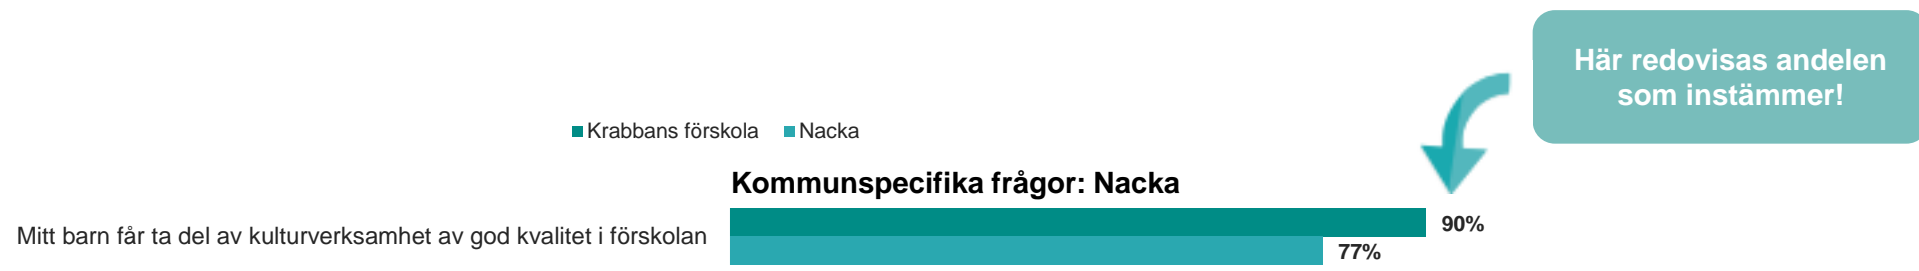 Här redovisas andelen
som instämmer!
Krabbans förskola Nacka
Kommunspecifika frågor: Nacka
Mitt barn får ta del av kulturverksamhet av god kvalitet i förskolan
90%
77%